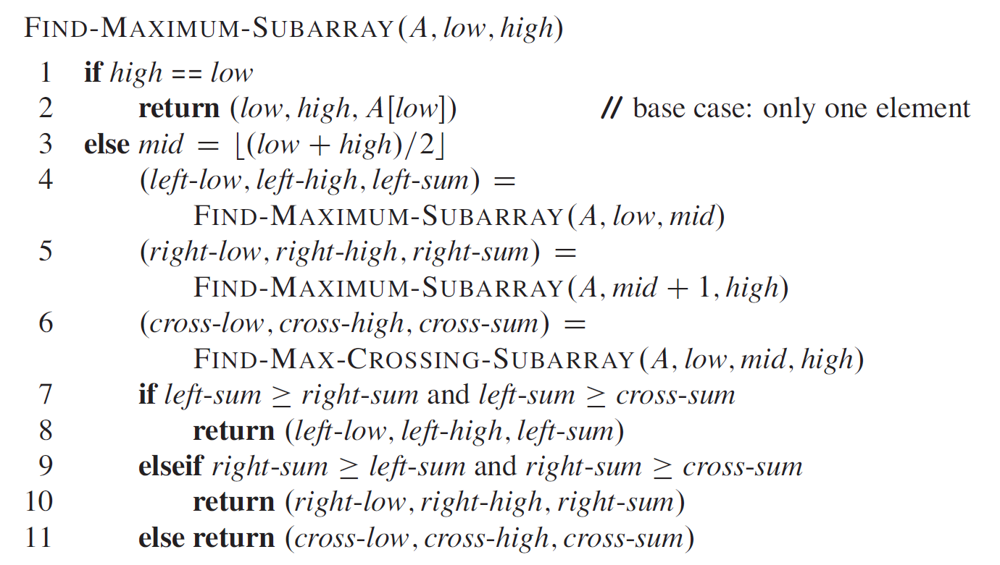 FIND-MAXIMUM-SUBARRAY(A, low, high)
1 if high == low
2 return (low, high, A[low]) // base case: only one element
3 else mid = ⌊(low + high)/2⌋
4 (left-low, left-high, left-sum) =
FIND-MAXIMUM-SUBARRAY(A, low, mid)
5 (right-low, right-high, right-sum) =
FIND-MAXIMUM-SUBARRAY(A, mid + 1, high)
6 (cross-low, cross-high, cross-sum) =
FIND-MAX-CROSSING-SUBARRAY(A, low, mid, high)
7 if left-sum ≥ right-sum and left-sum ≥ cross-sum
8 return (left-low, left-high, left-sum)
9 elseif right-sum ≥ left-sum and right-sum ≥ cross-sum
10 return (right-low, right-high, right-sum)
11 else return (cross-low, cross-high, cross-sum)